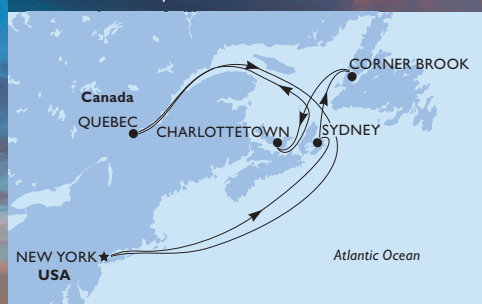 CORNER BROOK
Canada
QUEBEC
CHARLOTTETOWN
SYDNEY
NEW YORK
USA
Atlantic Ocean